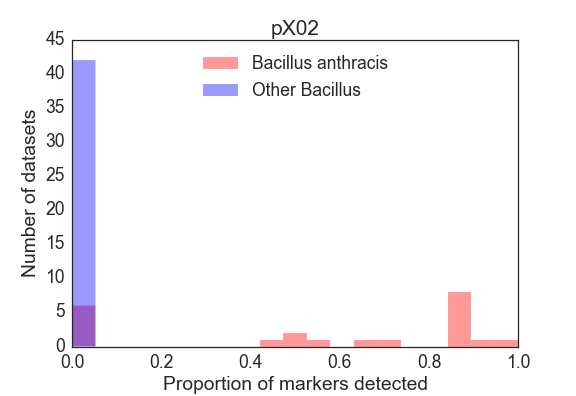 pX02
Bacillus anthracis
Other Bacillus
Number of datasets
45
40
35
30
25
20
15
10
5
0
0.0 0.2 0.4 0.6 0.8 1.0
Proportion of markers detected